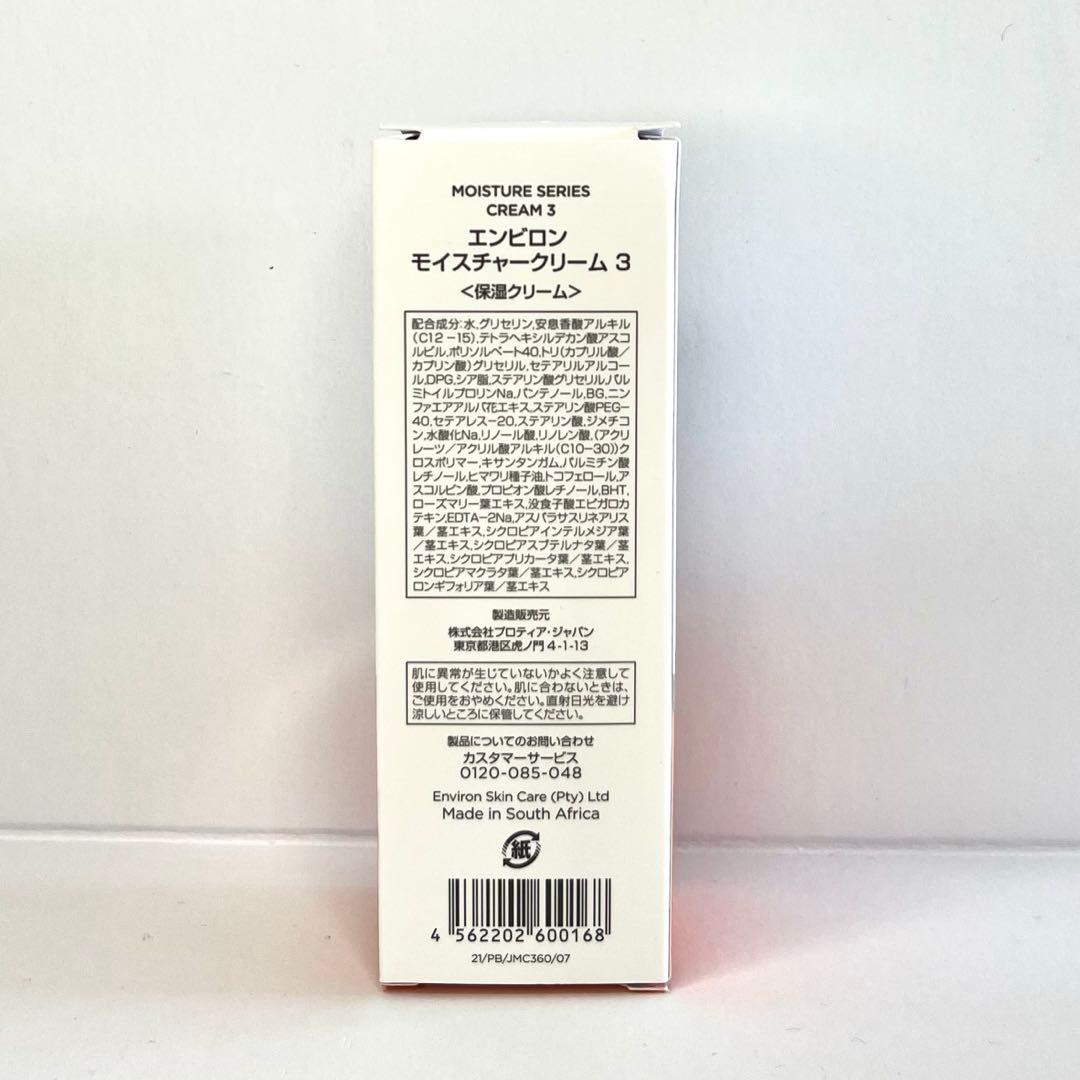 MOISTURE SERIES
CREAM 3
エンビロン
モイスチャークリーム 3
<保湿クリーム>
配合成分:水,グリセリン,安息香酸アルキル
(C12-15),テトラヘキシルデカン酸アスコ
ルビル,ポリソルベート40,トリ(カプリル酸/
カプリン酸)グリセリル,セテアリルアルコー
ル,DPG,シア脂,ステアリン酸グリセリル,パル
ミトイルプロリンNa,パンテノール,BG,ニン
ファエアアルバ花エキス,ステアリン酸PEG-
40,セテアレス-20,ステアリン酸,ジメチコ
ン,水酸化Na,リノール酸,リノレン酸,(アクリ
レーツ/アクリル酸アルキル(C10-30))ク
ロスポリマー,キサンタンガム,パルミチン酸
レチノール,ヒマワリ種子油,トコフェロール,ア
スコルビン酸,プロピオン酸レチノール,BHT,
ローズマリー葉エキス,没食子酸エピガロカ
テキン,EDTA-2Na,アスパラサスリネアリス
葉/茎エキス,シクロピアインテルメジア葉
/茎エキス,シクロピアスブテルナタ葉/茎
エキス,シクロピアプリカータ葉/茎エキス,
シクロピアマクラタ葉/茎エキス,シクロピア
ロンギフォリア葉/茎エキス
製造販売元
株式会社プロティア・ジャパン
東京都港区虎ノ門 4-1-13
肌に異常が生じていないかよく注意して
使用してください。肌に合わないときは、
ご使用をおやめください。直射日光を避け
涼しいところに保管してください。
製品についてのお問い合わせ
カスタマーサービス
0120-085-048
Environ Skin Care (Pty) Ltd
Made in South Africa
紙
4 562202 600168
21/PB/JMC360/07